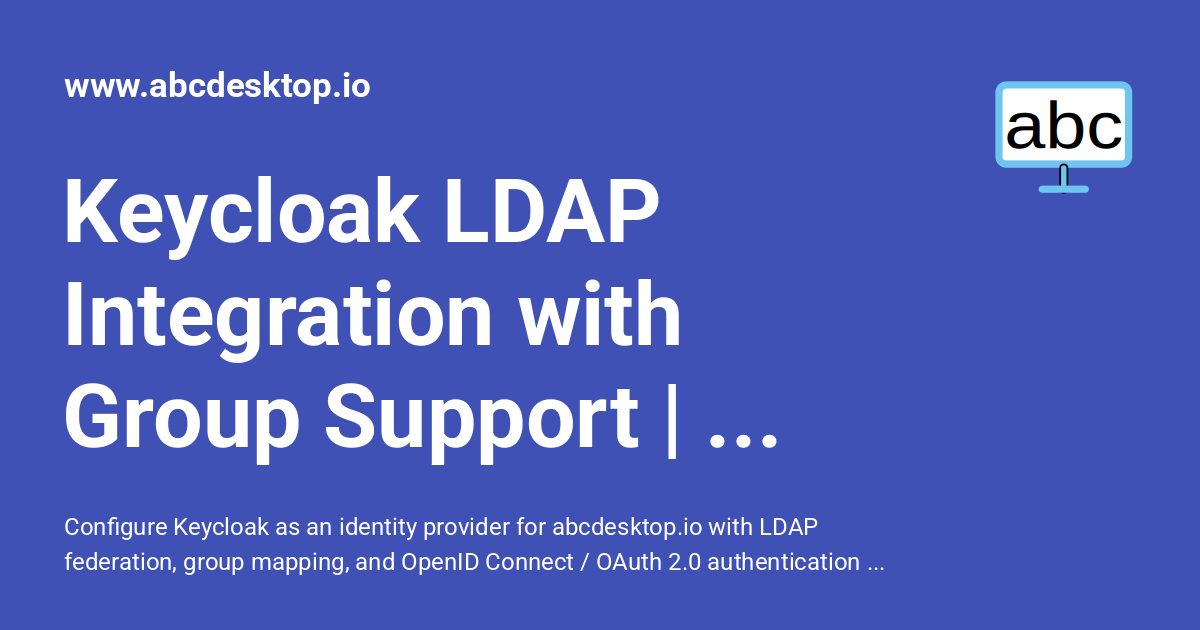 www.abcdesktop.io
abc
Keycloak LDAP
Integration with
Group Support | ...
Configure Keycloak as an identity provider for abcdesktop.io with LDAP
federation, group mapping, and OpenID Connect / OAuth 2.0 authentication ...